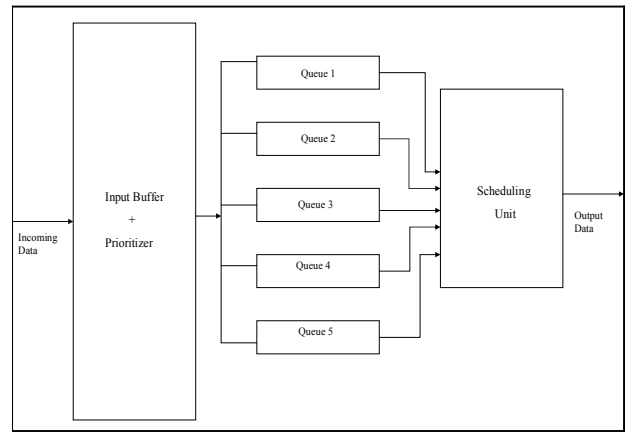 Queue 1
Queue 2
Input Buffer
+
Prioritizer
Queue 3
Scheduling
Unit
Incoming
Data
Output
Data
Queue 4
Queue 5